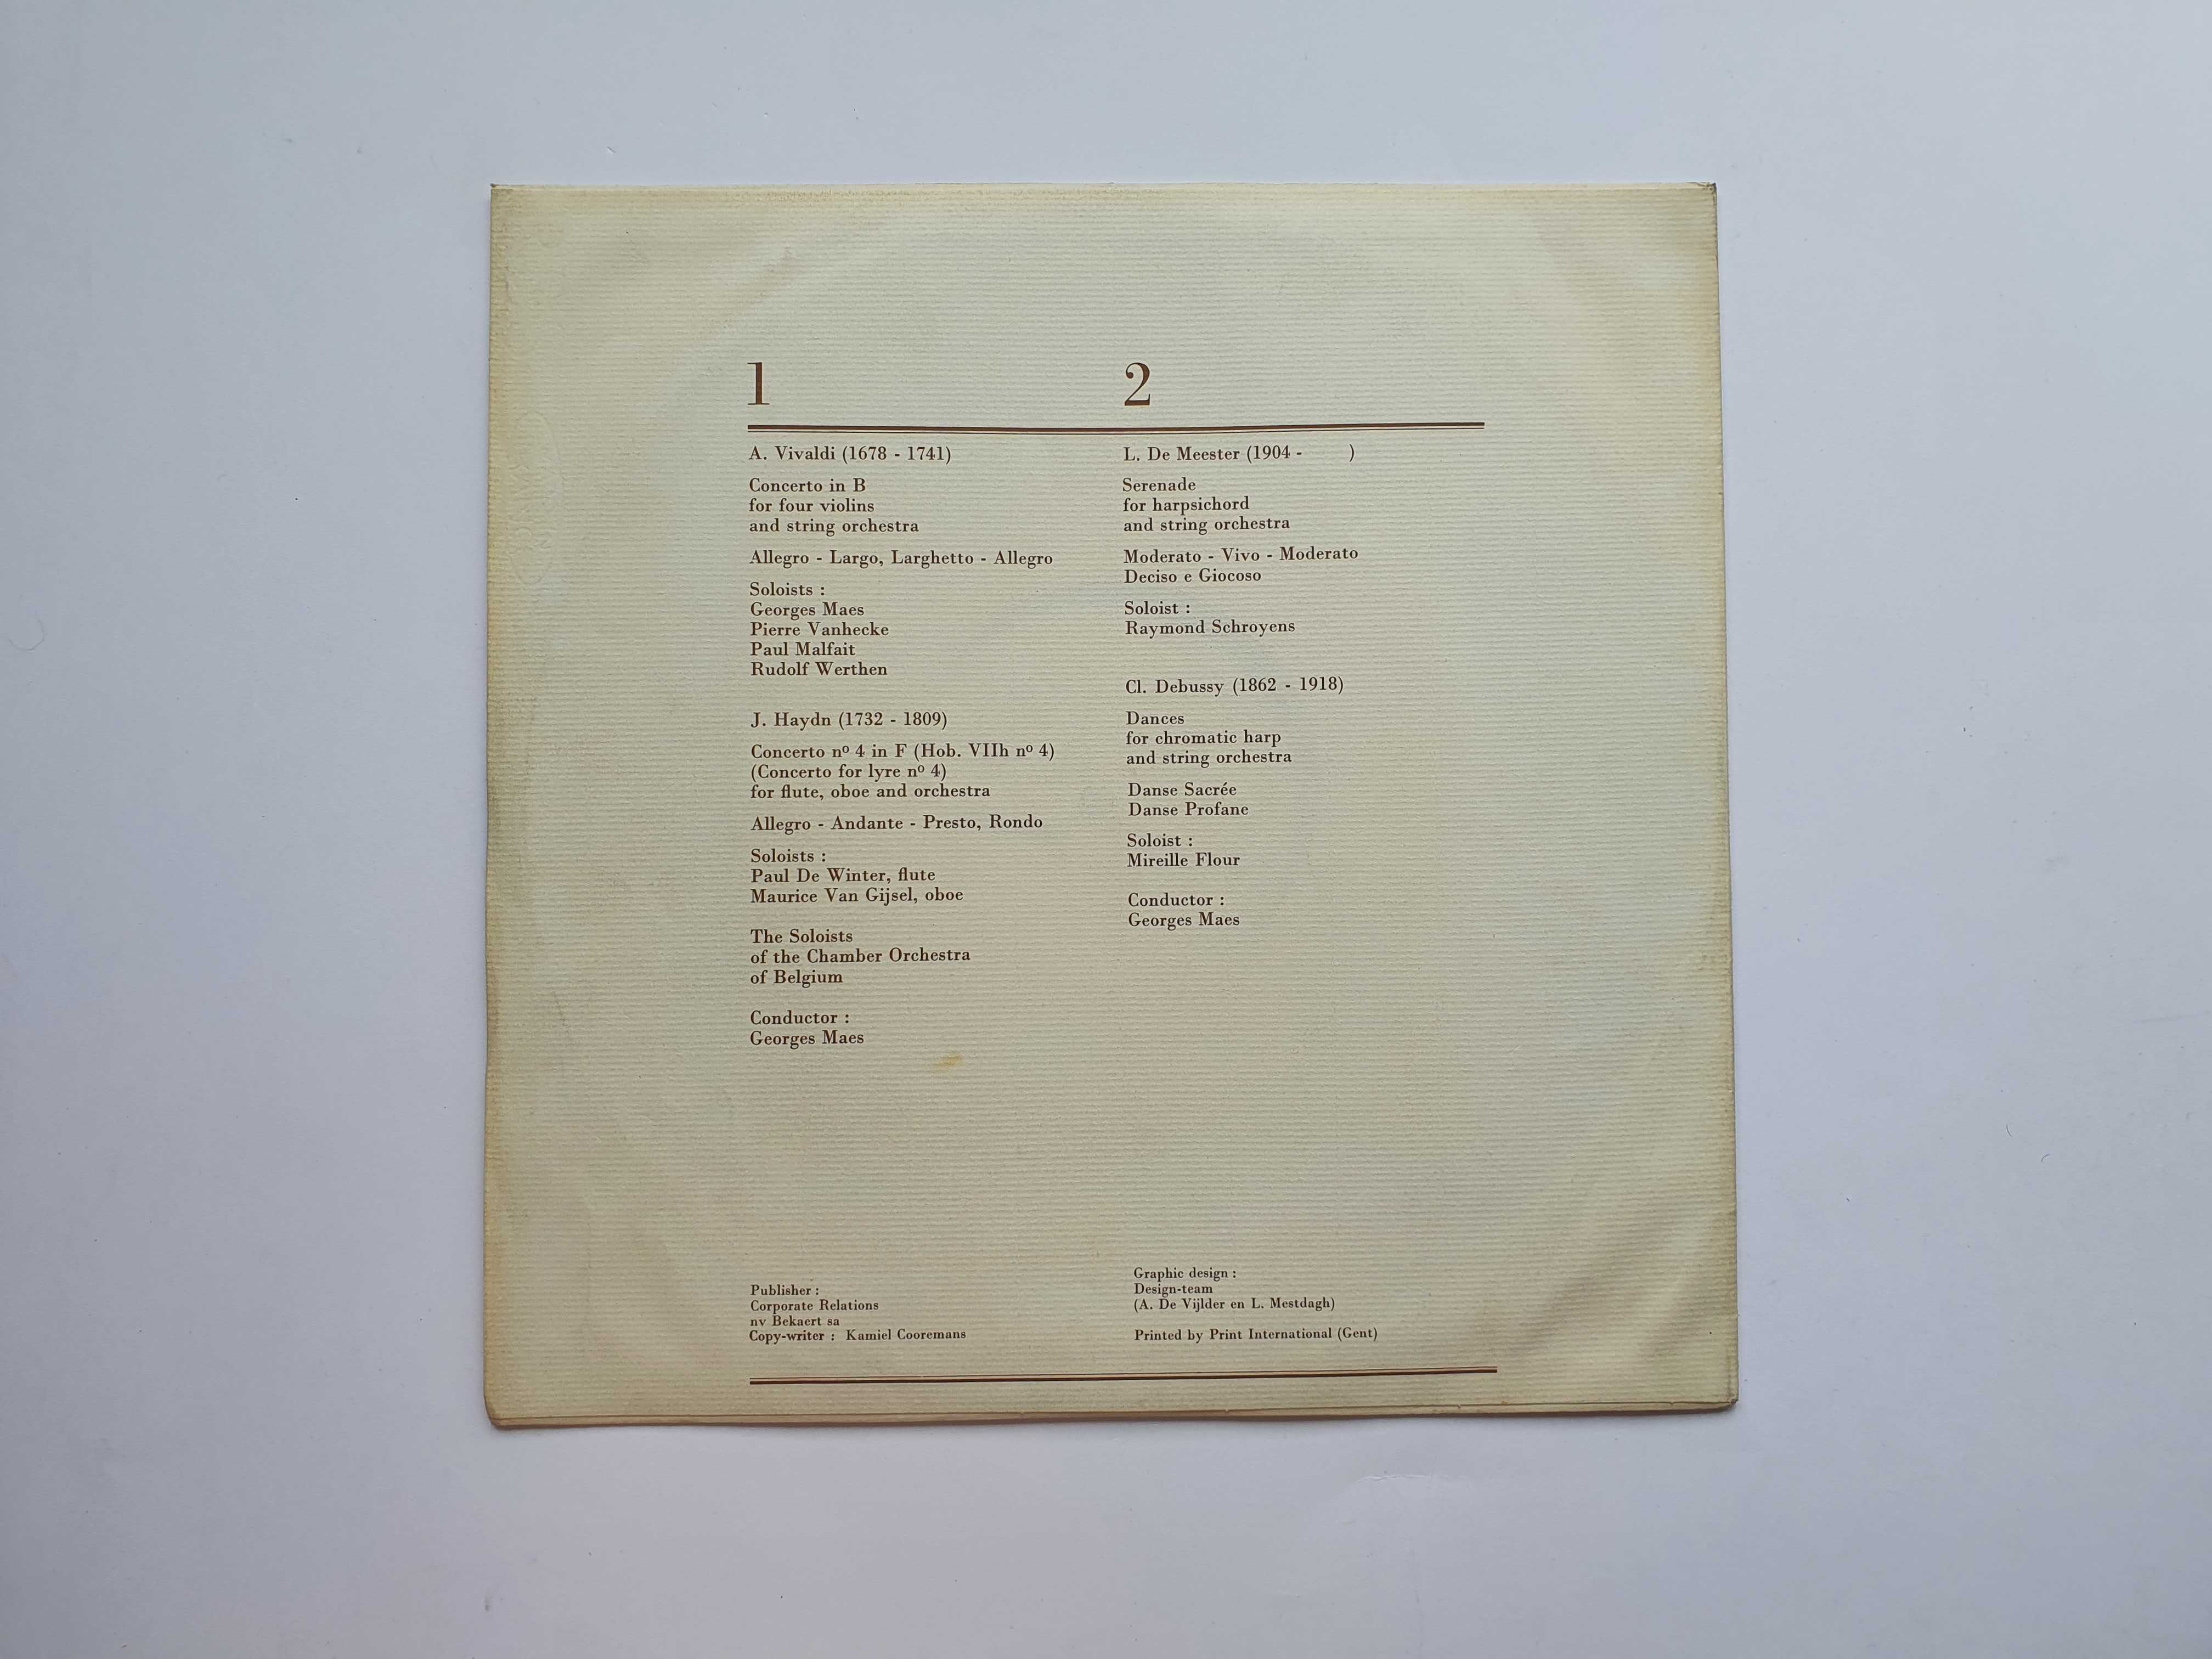 1
A. Vivaldi (1678 - 1741)
Concerto in B
for four violins
and string orchestra
Allegro - Largo, Larghetto - Allegro
Soloists :
Georges Maes
Pierre Vanhecke
Paul Malfait
Rudolf Werthen
J. Haydn (1732 - 1809)
Concerto nº 4 in F (Hob. VIIh nº 4)
(Concerto for lyre nº 4)
for flute, oboe and orchestra
Allegro - Andante - Presto, Rondo
Soloists :
Paul De Winter, flute
Maurice Van Gijsel, oboe
The Soloists
of the Chamber Orchestra
of Belgium
Conductor :
Georges Maes
2
L. De Meester (1904 - )
Serenade
for harpsichord
and string orchestra
Moderato - Vivo - Moderato
Deciso e Giocoso
Soloist :
Raymond Schroyens
Cl. Debussy (1862 - 1918)
Dances
for chromatic harp
and string orchestra
Danse Sacrée
Danse Profane
Soloist :
Mireille Flour
Conductor :
Georges Maes
Publisher :
Corporate Relations
nv Bekaert sa
Copy-writer : Kamiel Cooremans
Graphic design :
Design-team
(A. De Vijlder en L. Mestdagh)
Printed by Print International (Gent)